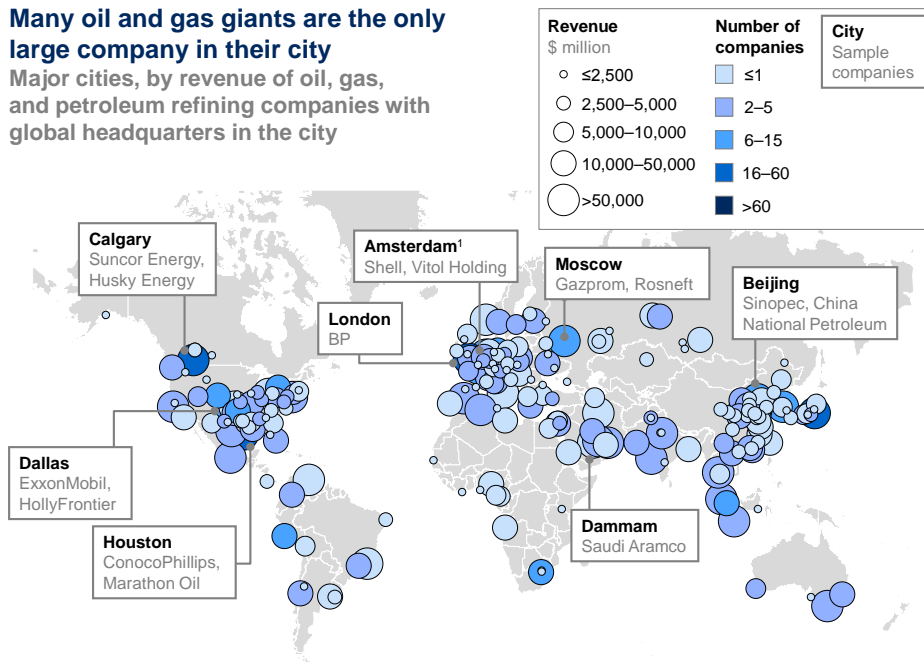 Many oil and gas giants are the only
large company in their city
Major cities, by revenue of oil, gas,
and petroleum refining companies with
global headquarters in the city
Revenue
$ million
≤2,500
2,500–5,000
5,000–10,000
10,000–50,000
>50,000
Number of
companies
≤1
2–5
6–15
16–60
>60
City
Sample
companies
Calgary
Suncor Energy,
Husky Energy
Amsterdam¹
Shell, Vitol Holding
Moscow
Gazprom, Rosneft
Beijing
Sinopec, China
National Petroleum
London
BP
Dallas
ExxonMobil,
HollyFrontier
Houston
ConocoPhillips,
Marathon Oil
Dammam
Saudi Aramco